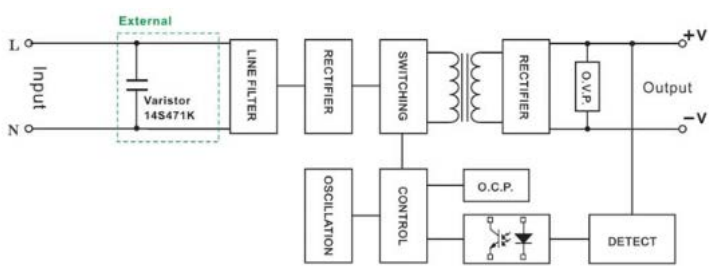 External
L
Input
N
Varistor
14S471K
LINE FILTER
RECTIFIER
SWITCHING
RECTIFIER
O.V.P.
+V
Output
-V
OSCILLATION
CONTROL
O.C.P.
DETECT